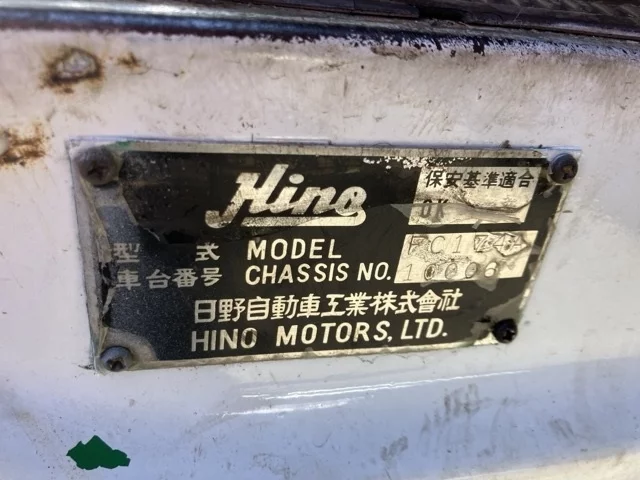 Hino
保安基準適合
OK
型式 MODEL
車台番号 CHASSIS NO. 10008
日野自動車工業株式會社
HINO MOTORS, LTD.